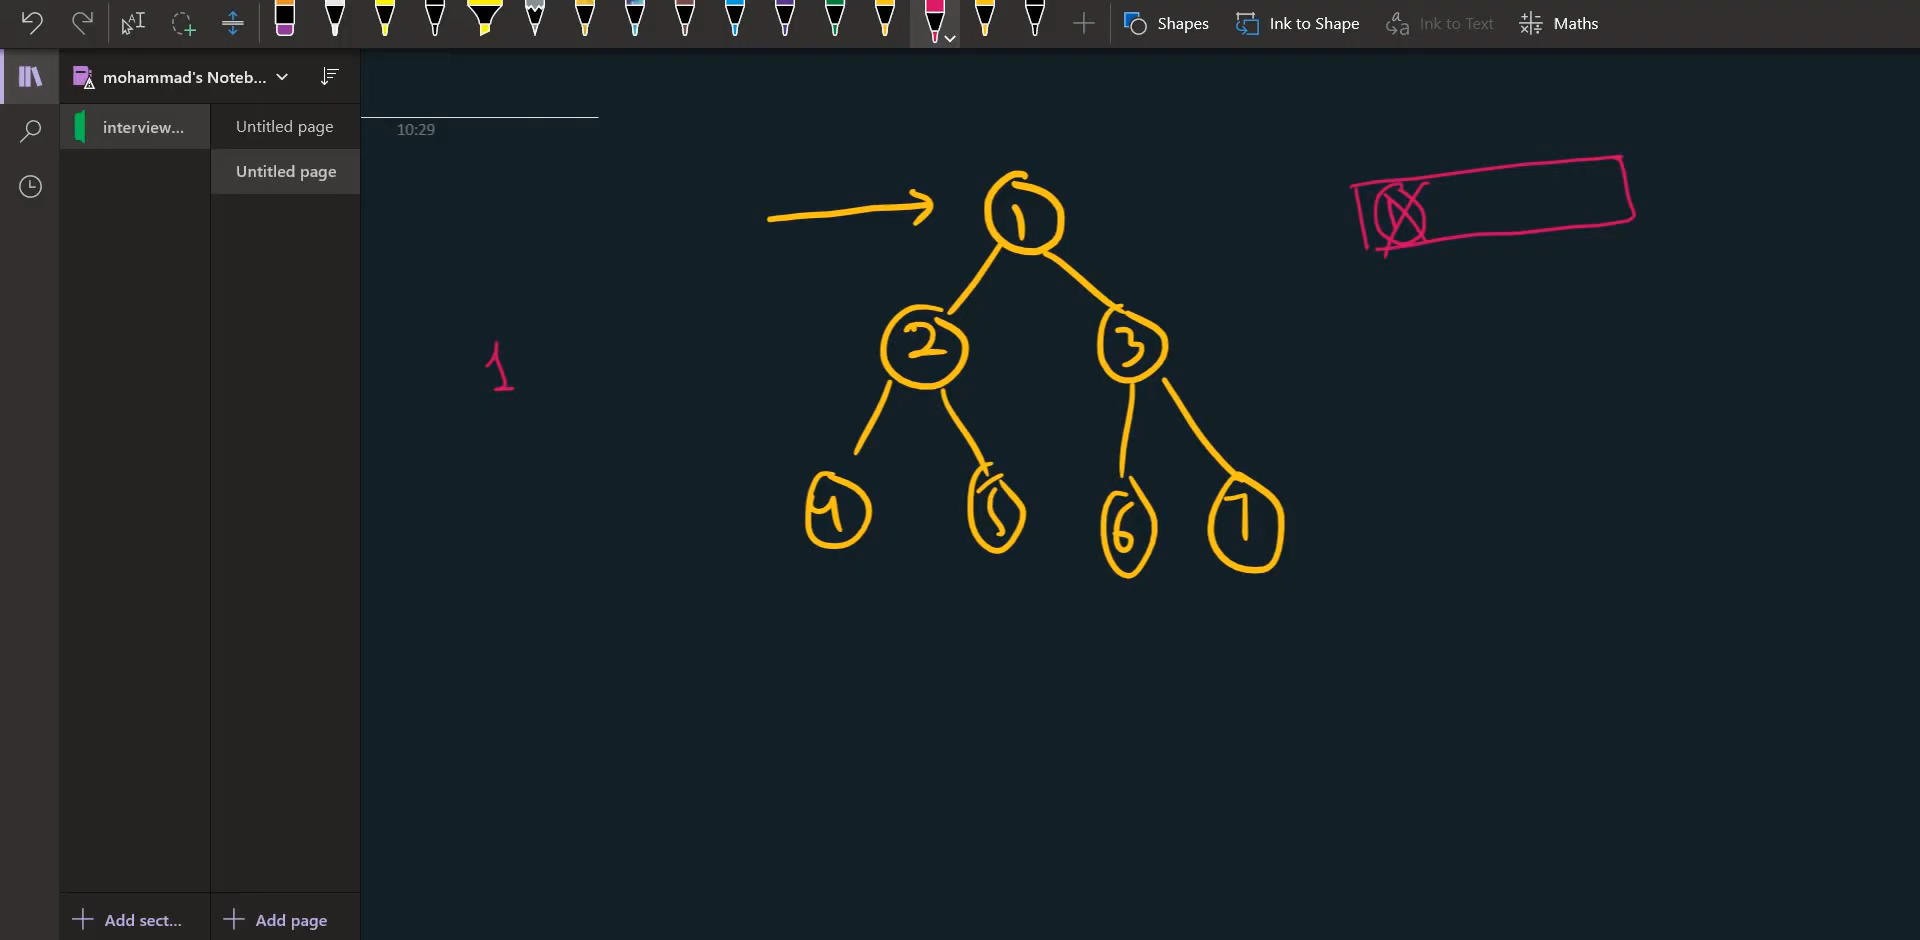 Shapes
Ink to Shape
Ink to Text
Maths
mohammad's Noteb...
interview...
Untitled page
Untitled page
10:29
1
1
2
3
4
5
6
7
Add sect...
Add page